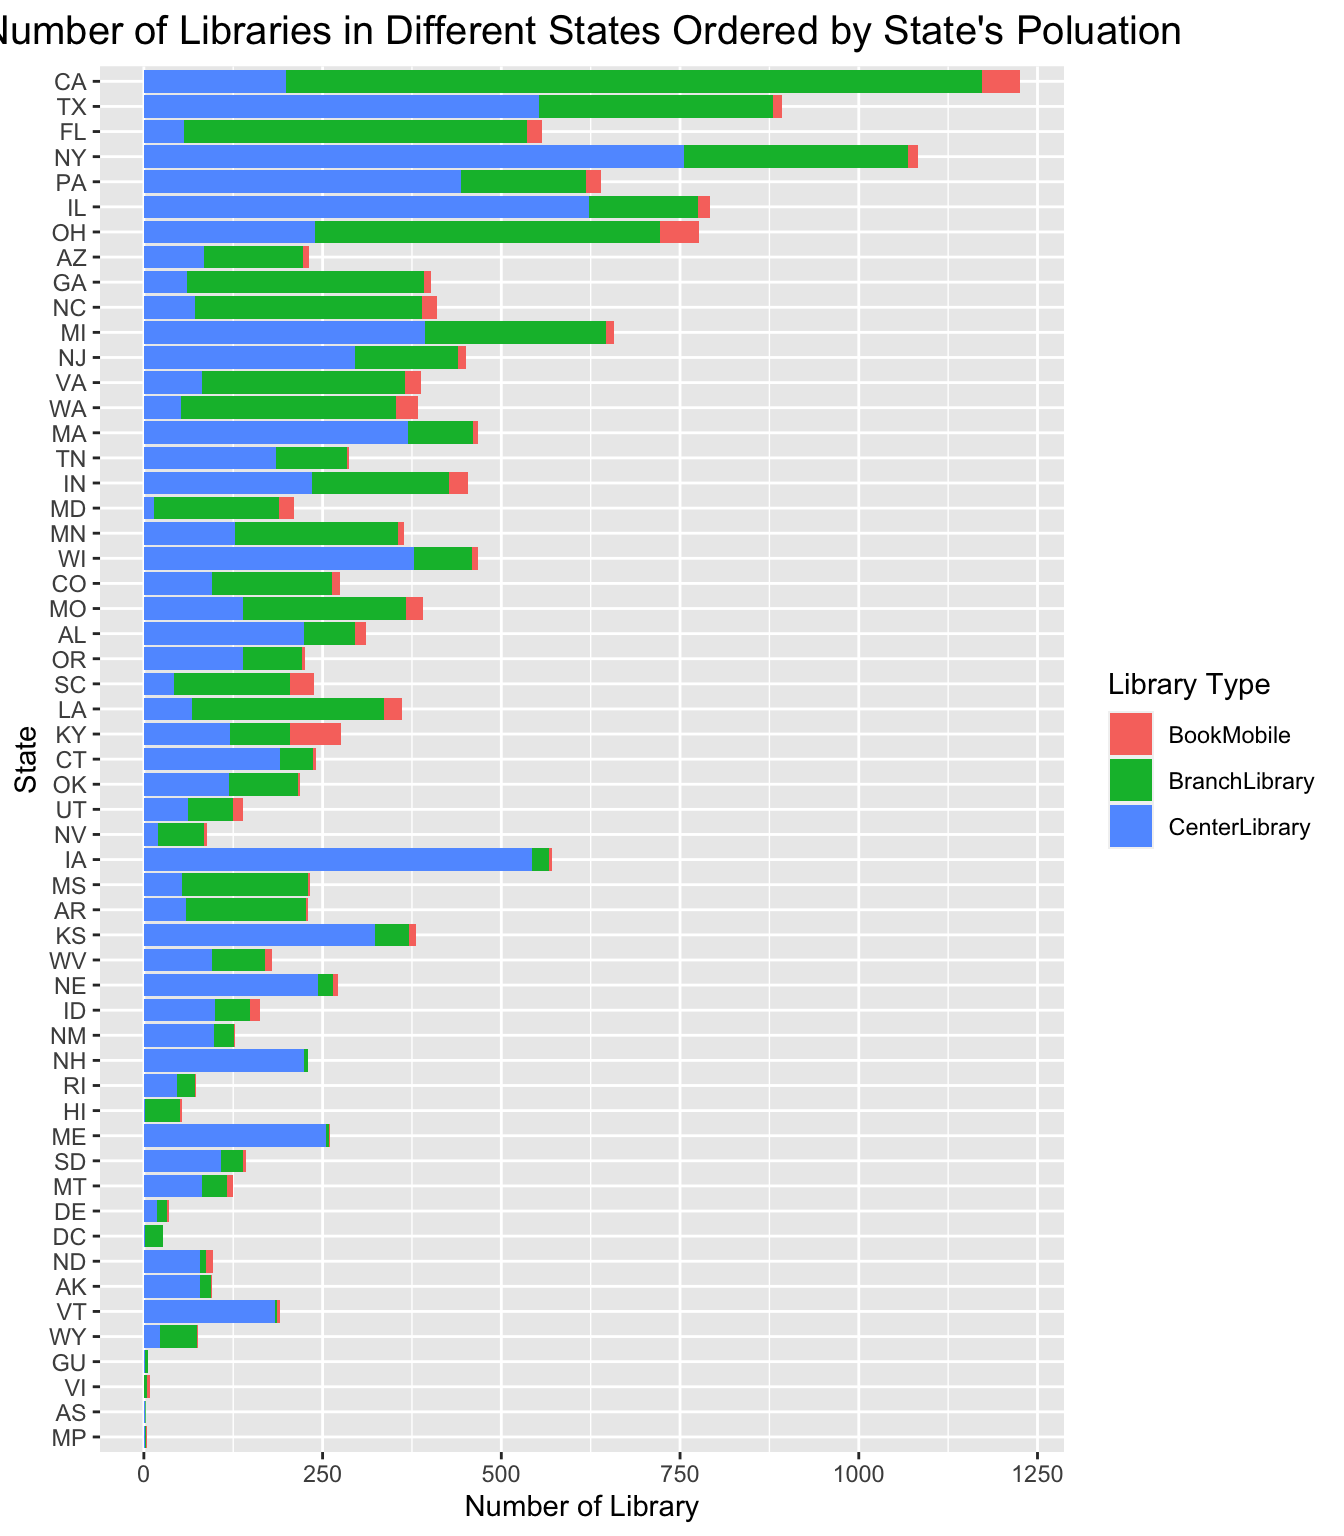 Number of Libraries in Different States Ordered by State's Poluation
CA
TX
FL
NY
PA
IL
OH
AZ
GA
NC
MI
NJ
VA
WA
MA
TN
IN
MD
MN
WI
CO
MO
AL
OR
SC
LA
KY
CT
OK
UT
NV
IA
MS
AR
KS
WV
NE
ID
NM
NH
RI
HI
ME
SD
MT
DE
DC
ND
AK
VT
WY
GU
VI
AS
MP
State
0 250 500 750 1000 1250
Number of Library
Library Type
BookMobile
BranchLibrary
CenterLibrary